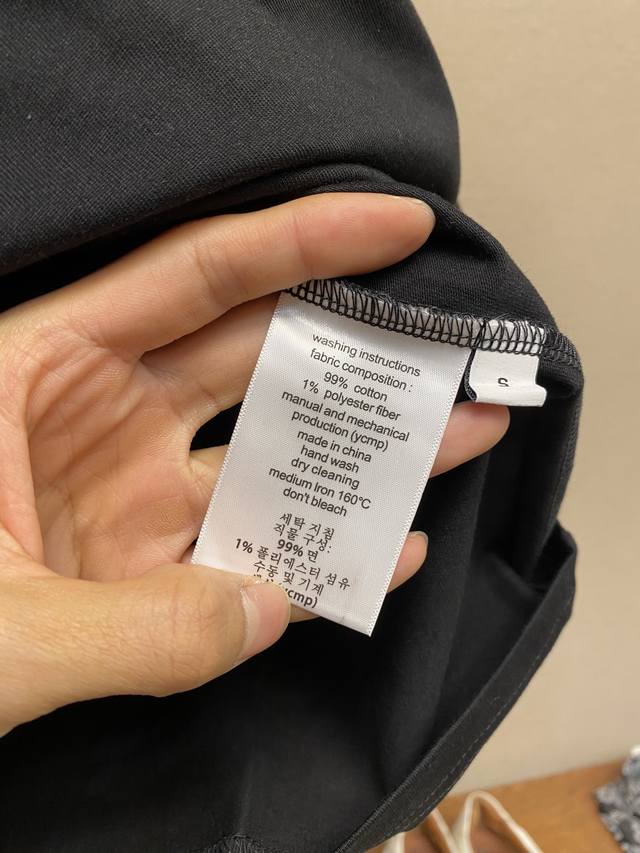 washing instructions
fabric composition :
99% cotton
1% polyester fiber
manual and mechanical
production (ycmp)
made in china
hand wash
dry cleaning
medium Iron 160°C
don't bleach
세탁 지침
직물 구성:
99% 면
1% 폴리에스터 섬유
수동 및 기계
(ycmp)
S